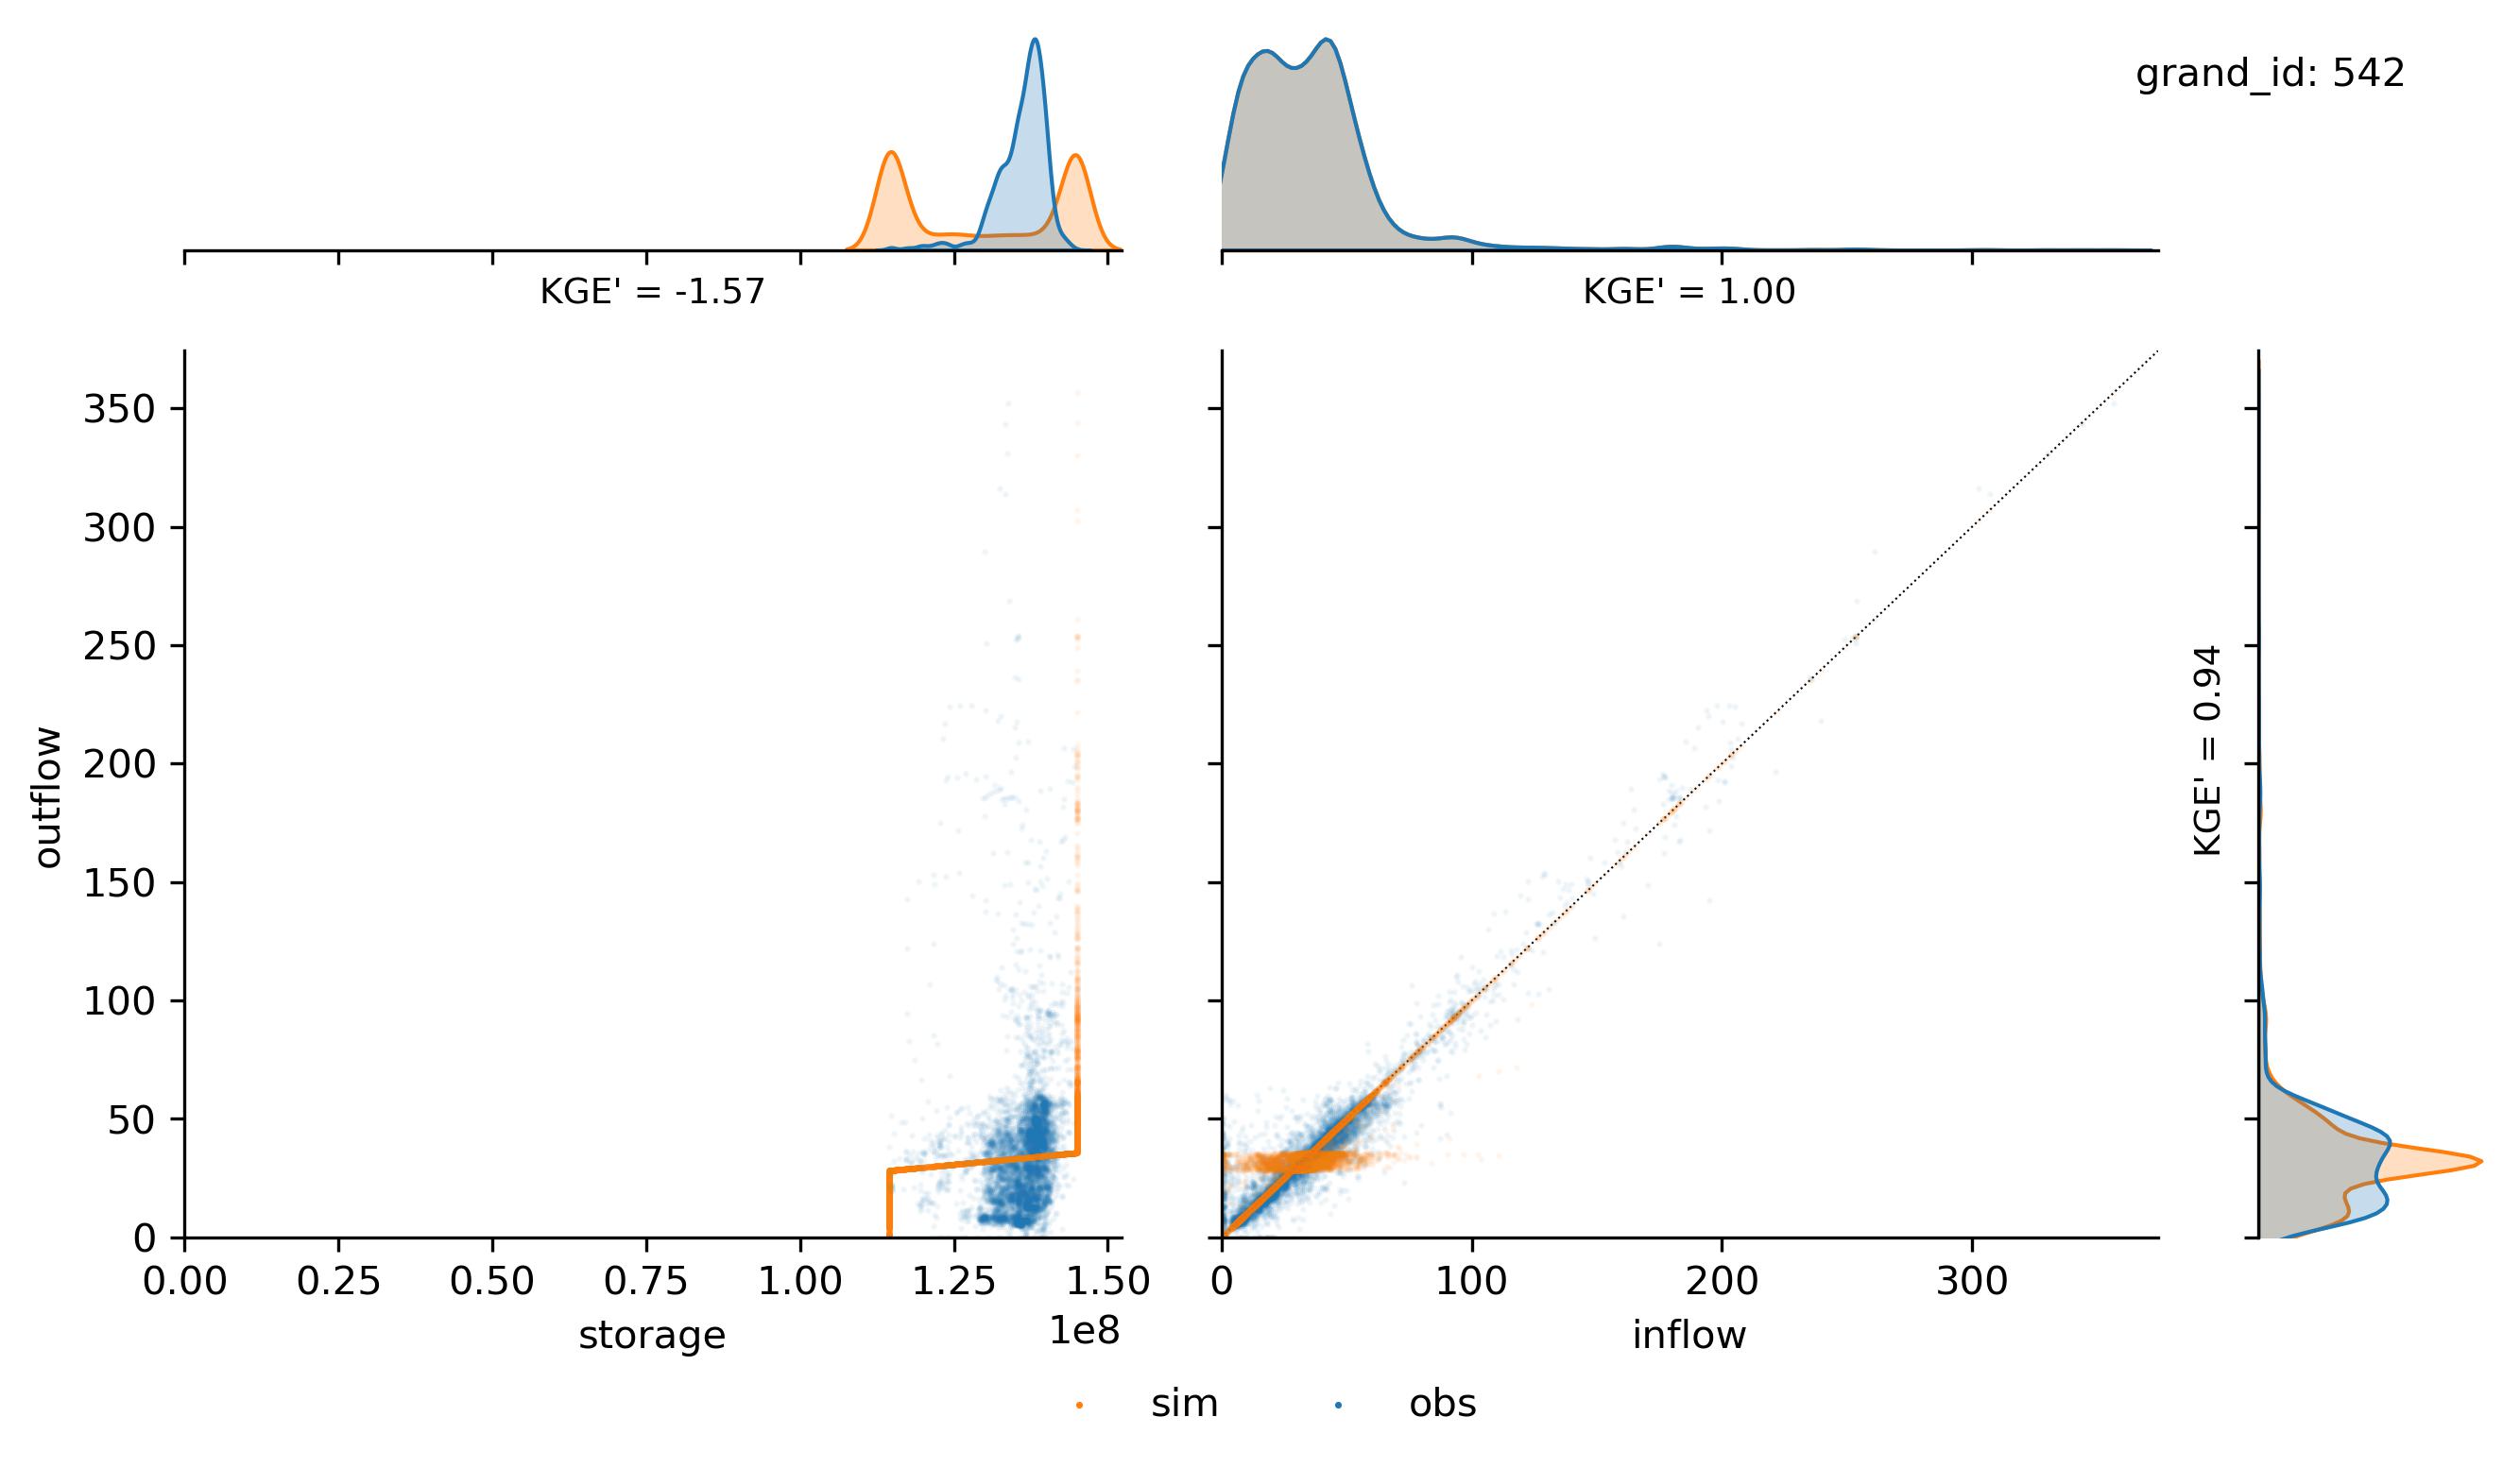 grand_id: 542
KGE' = -1.57
KGE' = 1.00
350
300
250
200
150
100
50
0
outflow
KGE' = 0.94
0.00 0.25 0.50 0.75 1.00 1.25 1.50
1e8
storage
0 100 200 300
inflow
sim obs